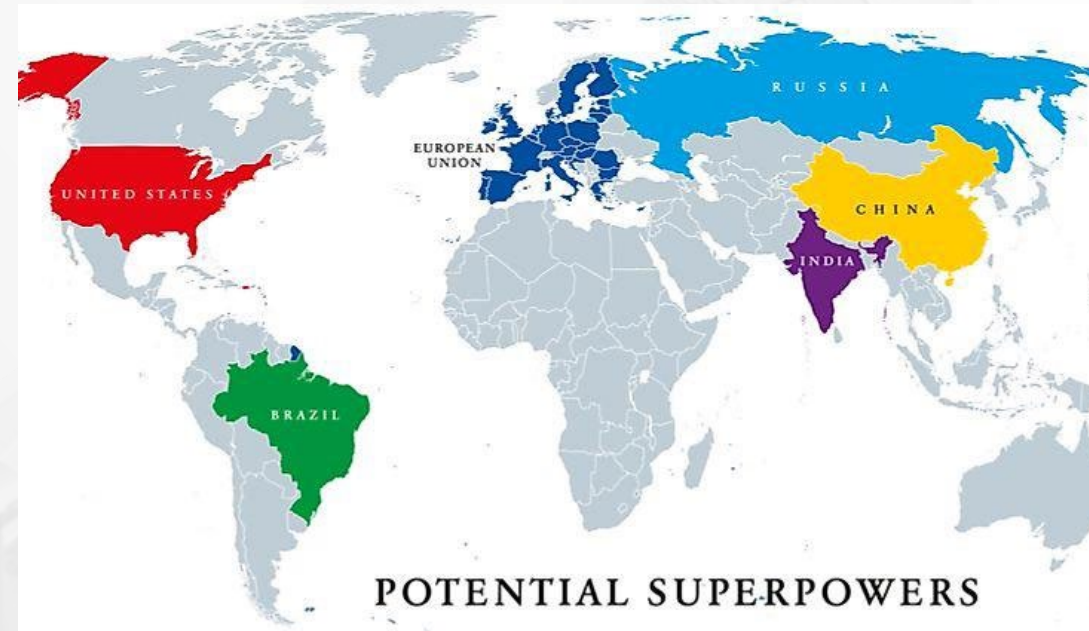 RUSSIA
EUROPEAN
UNION
UNITED STATES
CHINA
INDIA
BRAZIL
POTENTIAL SUPERPOWERS